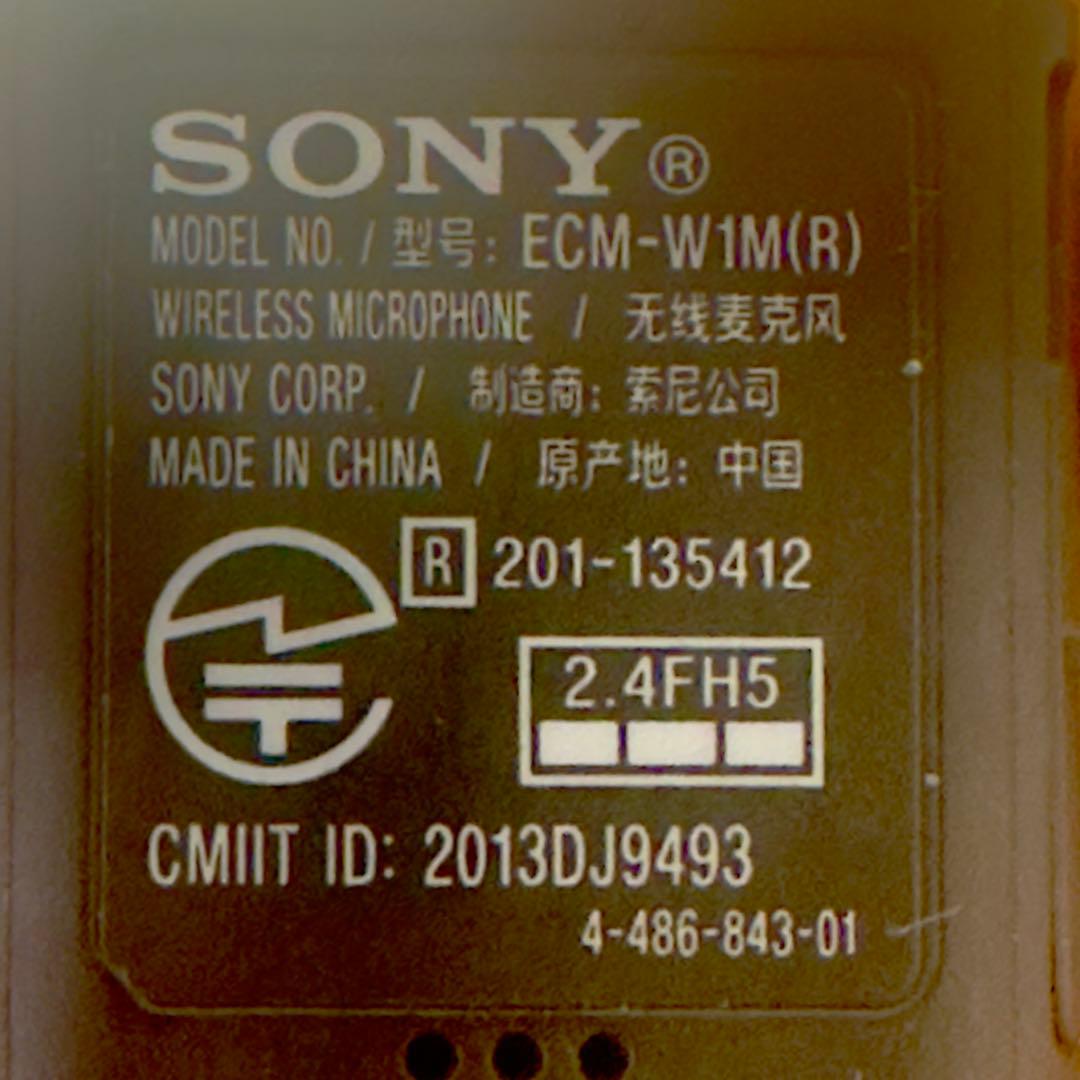 SONY®
MODEL NO. / 型号: ECM-W1M(R)
WIRELESS MICROPHONE / 无线麦克风
SONY CORP. / 制造商: 索尼公司
MADE IN CHINA / 原产地: 中国
R 201-135412
2.4FH5
CMIIT ID: 2013DJ9493
4-486-843-01